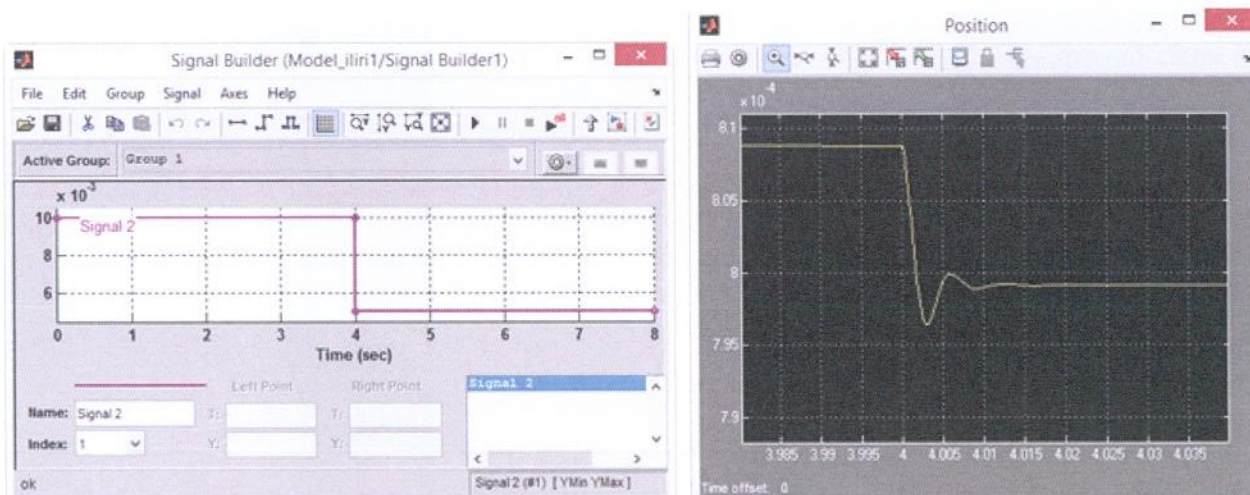 Signal Builder (Model_iliri1/Signal Builder1)
File Edit Group Signal Axes Help
Active Group: Group 1
x 10⁻³
10
Signal 2
8
6
0 1 2 3 4 5 6 7 8
Time (sec)
Left Point Right Point
Signal 2
Name: Signal 2 T: T:
Index: 1 Y: Y:
ok
Signal 2 (#1) [ YMin YMax ]
Position
x 10⁻⁴
8.1
8.05
8
7.95
7.9
3.985 3.99 3.995 4 4.005 4.01 4.015 4.02 4.025 4.03 4.035
Time offset: 0